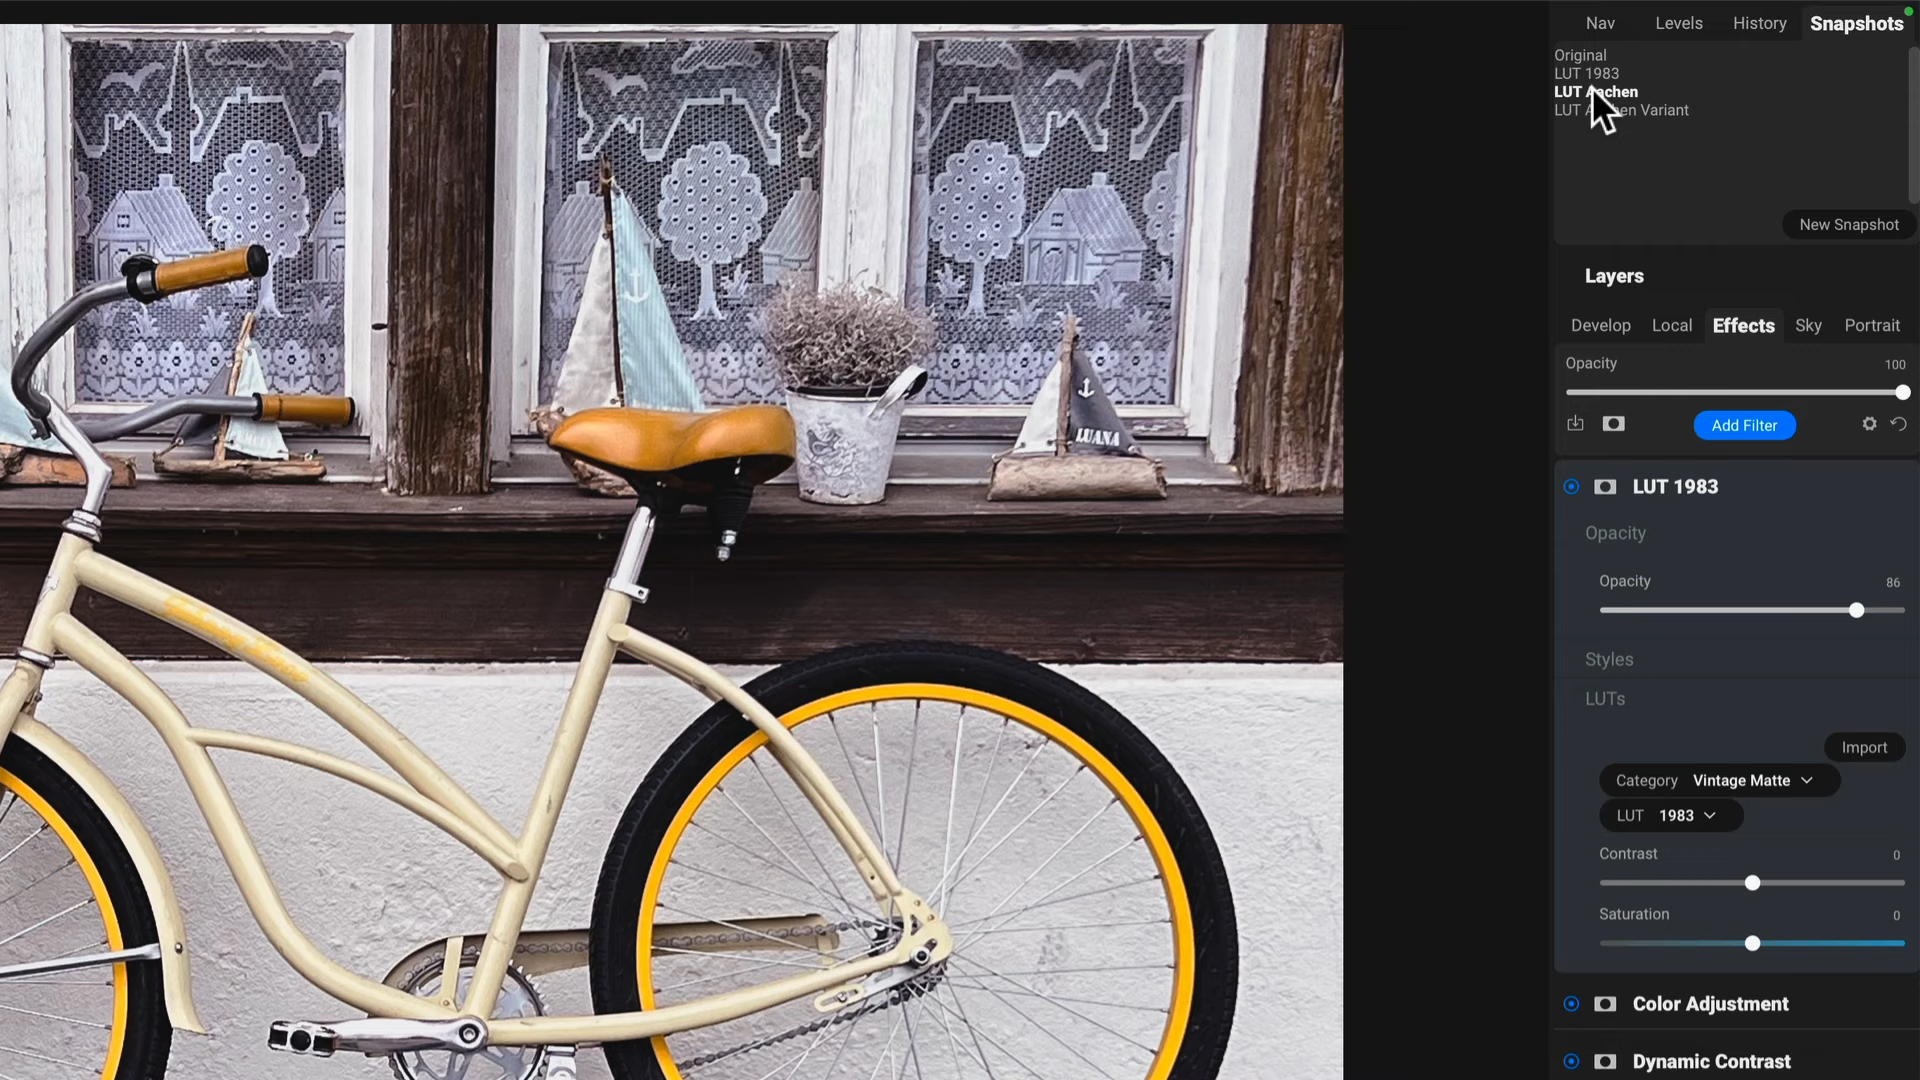 Nav Levels History Snapshots
Original
LUT 1983
LUT Aachen
LUT Aachen Variant
New Snapshot
Layers
Develop Local Effects Sky Portrait
Opacity 100
Add Filter
LUT 1983
Opacity
Opacity 86
Styles
LUTs
Import
Category Vintage Matte
LUT 1983
Contrast 0
Saturation 0
Color Adjustment
Dynamic Contrast
LUANA